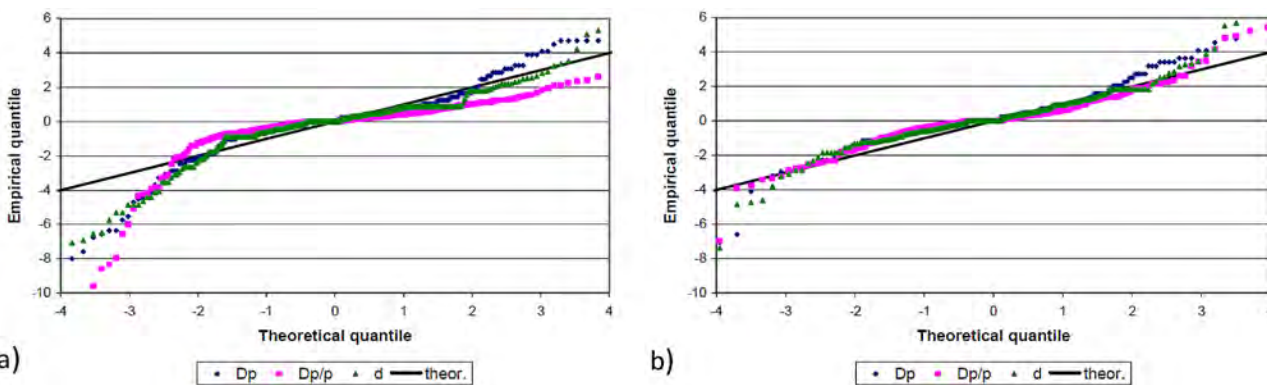 6
4
2
0
-2
-4
-6
-8
-10
Empirical quantile
-4 -3 -2 -1 0 1 2 3 4
Theoretical quantile
Dp Dp/p d theor.
a)
6
4
2
0
-2
-4
-6
-8
-10
Empirical quantile
-4 -3 -2 -1 0 1 2 3 4
Theoretical quantile
Dp Dp/p d theor.
b)